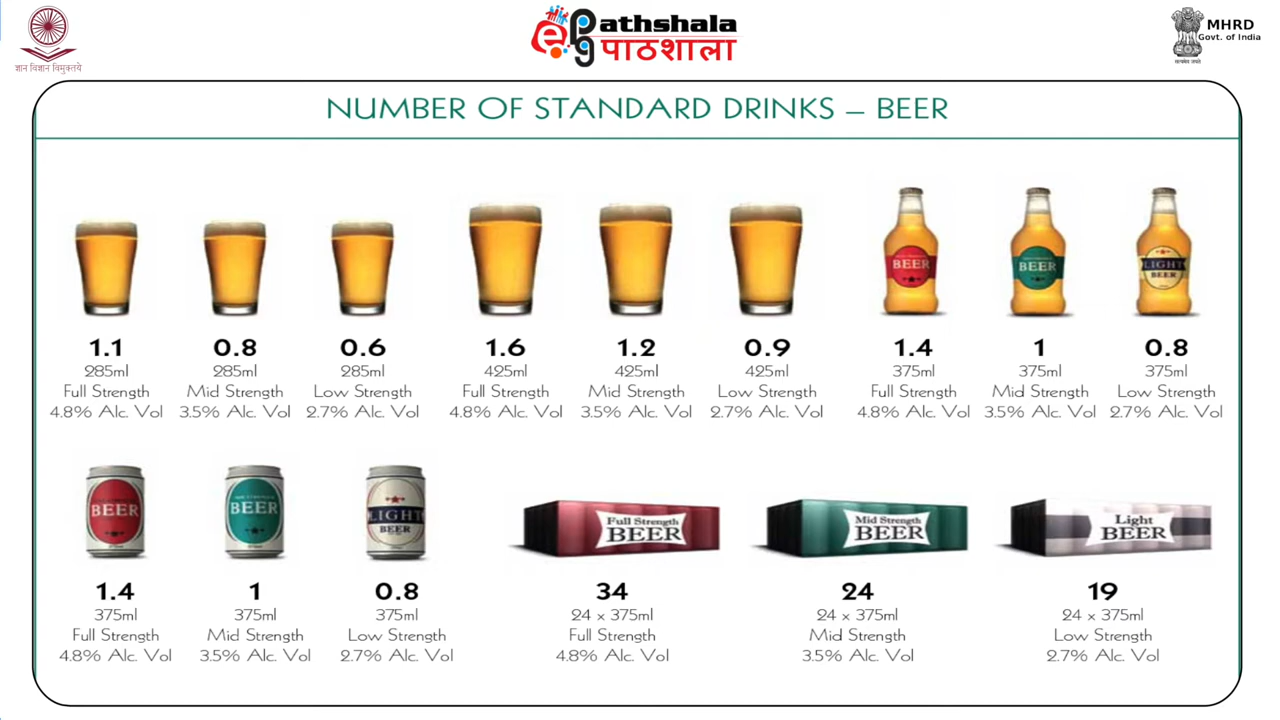 ज्ञान विज्ञान विमुक्तये
e pg Pathshala
पाठशाला
MHRD
Govt. of India
सत्यमेव जयते
NUMBER OF STANDARD DRINKS – BEER
BEER
BEER
LIGHT
BEER
1.1
285ml
Full Strength
4.8% Alc. Vol
0.8
285ml
Mid Strength
3.5% Alc. Vol
0.6
285ml
Low Strength
2.7% Alc. Vol
1.6
425ml
Full Strength
4.8% Alc. Vol
1.2
425ml
Mid Strength
3.5% Alc. Vol
0.9
425ml
Low Strength
2.7% Alc. Vol
1.4
375ml
Full Strength
4.8% Alc. Vol
1
375ml
Mid Strength
3.5% Alc. Vol
0.8
375ml
Low Strength
2.7% Alc. Vol
BEER
BEER
LIGHT
BEER
Full Strength
BEER
Mid Strength
BEER
Light
BEER
1.4
375ml
Full Strength
4.8% Alc. Vol
1
375ml
Mid Strength
3.5% Alc. Vol
0.8
375ml
Low Strength
2.7% Alc. Vol
34
24 x 375ml
Full Strength
4.8% Alc. Vol
24
24 x 375ml
Mid Strength
3.5% Alc. Vol
19
24 x 375ml
Low Strength
2.7% Alc. Vol